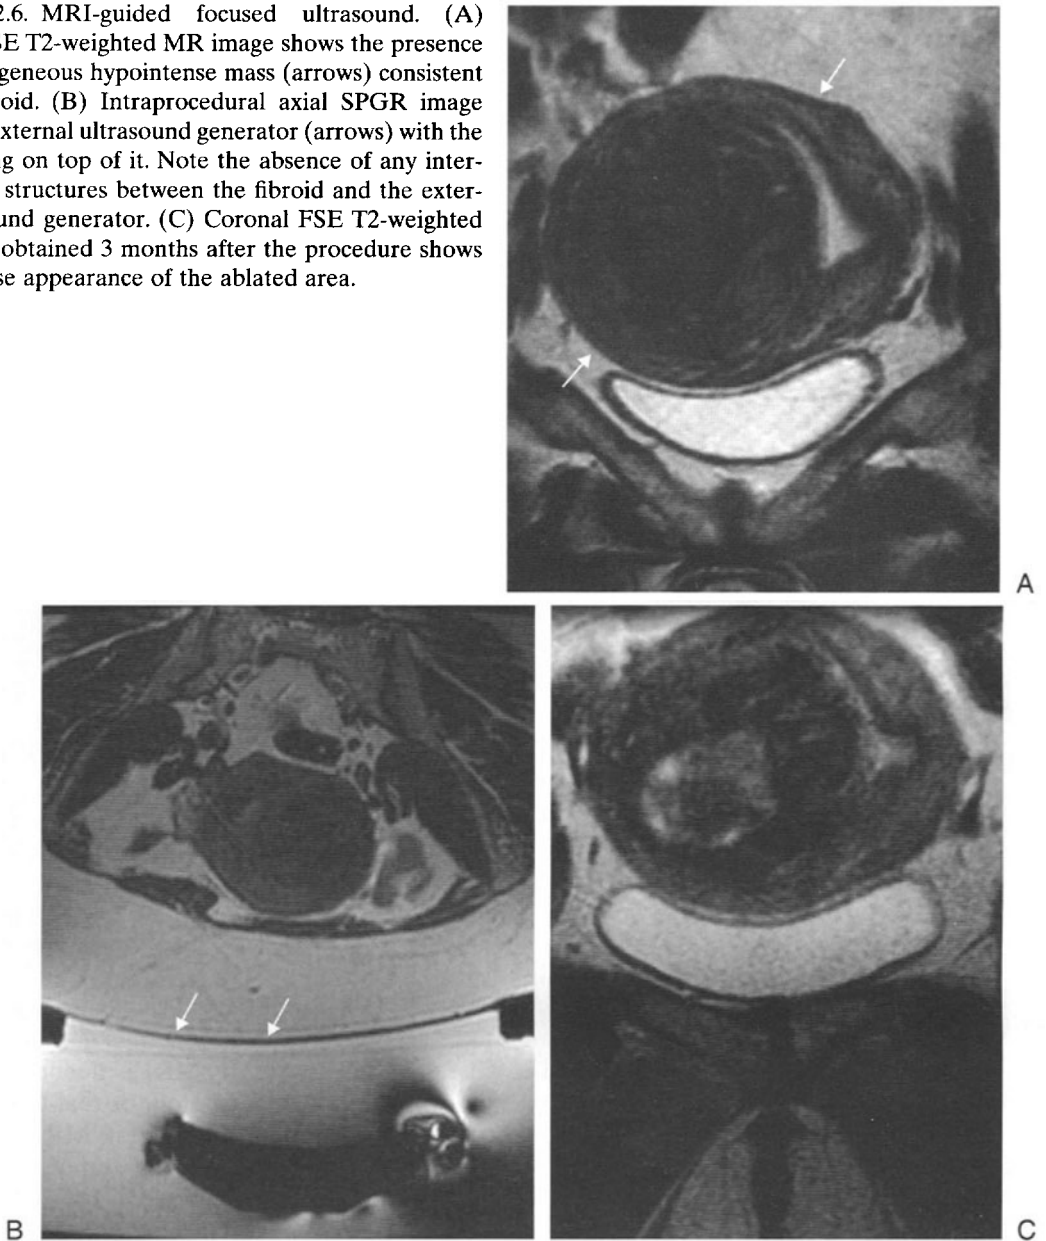 2.6. MRI-guided focused ultrasound. (A)
SE T2-weighted MR image shows the presence
geneous hypointense mass (arrows) consistent
oid. (B) Intraprocedural axial SPGR image
xternal ultrasound generator (arrows) with the
g on top of it. Note the absence of any inter-
structures between the fibroid and the exter-
und generator. (C) Coronal FSE T2-weighted
obtained 3 months after the procedure shows
se appearance of the ablated area.
A
B
C